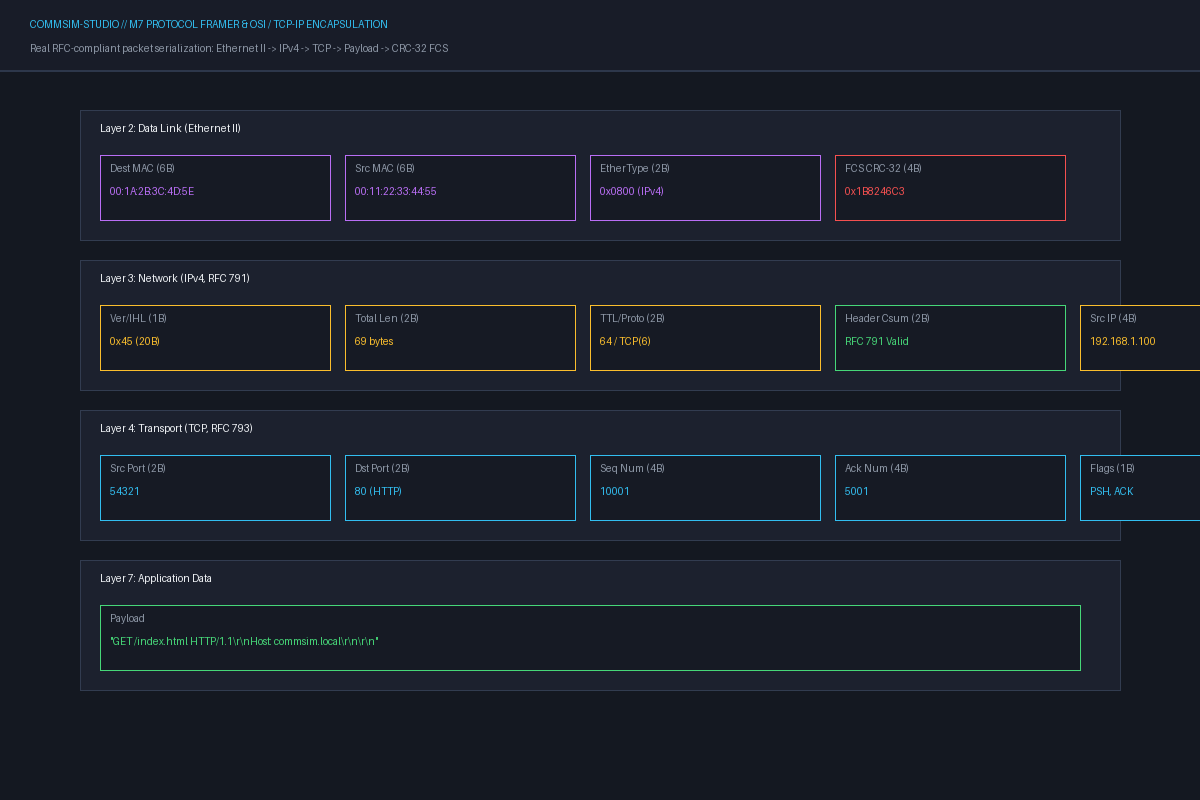 COMMSIM-STUDIO // M7 PROTOCOL FRAMER & OSI / TCP-IP ENCAPSULATION
Real RFC-compliant packet serialization: Ethernet II -> IPv4 -> TCP -> Payload -> CRC-32 FCS
Layer 2: Data Link (Ethernet II)
Dest MAC (6B)
00:1A:2B:3C:4D:5E
Src MAC (6B)
00:11:22:33:44:55
EtherType (2B)
0x0800 (IPv4)
FCS CRC-32 (4B)
0x1B8246C3
Layer 3: Network (IPv4, RFC 791)
Ver/IHL (1B)
0x45 (20B)
Total Len (2B)
69 bytes
TTL/Proto (2B)
64 / TCP(6)
Header Csum (2B)
RFC 791 Valid
Src IP (4B)
192.168.1.100
Layer 4: Transport (TCP, RFC 793)
Src Port (2B)
54321
Dst Port (2B)
80 (HTTP)
Seq Num (4B)
10001
Ack Num (4B)
5001
Flags (1B)
PSH, ACK
Layer 7: Application Data
Payload
"GET /index.html HTTP/1.1\r\nHost: commsim.local\r\n\r\n"